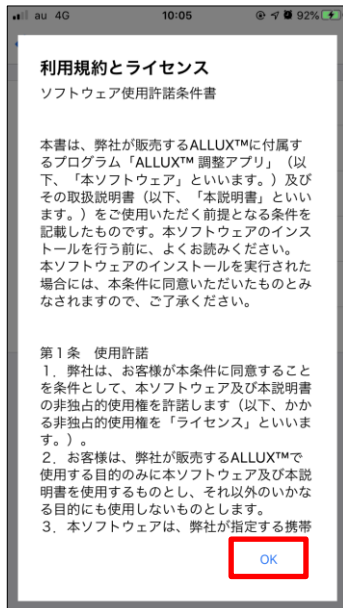 au 4G 10:05 92%
利用規約とライセンス
ソフトウェア使用許諾条件書
本書は、弊社が販売するALLUX™に付属す
るプログラム「ALLUX™ 調整アプリ」（以
下、「本ソフトウェア」といいます。）及び
その取扱説明書（以下、「本説明書」といい
ます。）をご使用いただく前提となる条件を
記載したものです。本ソフトウェアのインス
トールを行う前に、よくお読みください。
本ソフトウェアのインストールを実行された
場合には、本条件に同意いただいたものとみ
なされますので、ご了承ください。
第１条　使用許諾
１．弊社は、お客様が本条件に同意すること
を条件として、本ソフトウェア及び本説明書
の非独占的使用権を許諾します（以下、かか
る非独占的使用権を「ライセンス」といいま
す。）。
２．お客様は、弊社が販売するALLUX™で
使用する目的のみに本ソフトウェア及び本説
明書を使用するものとし、それ以外のいかな
る目的にも使用しないものとします。
３．本ソフトウェアは、弊社が指定する携帯
OK